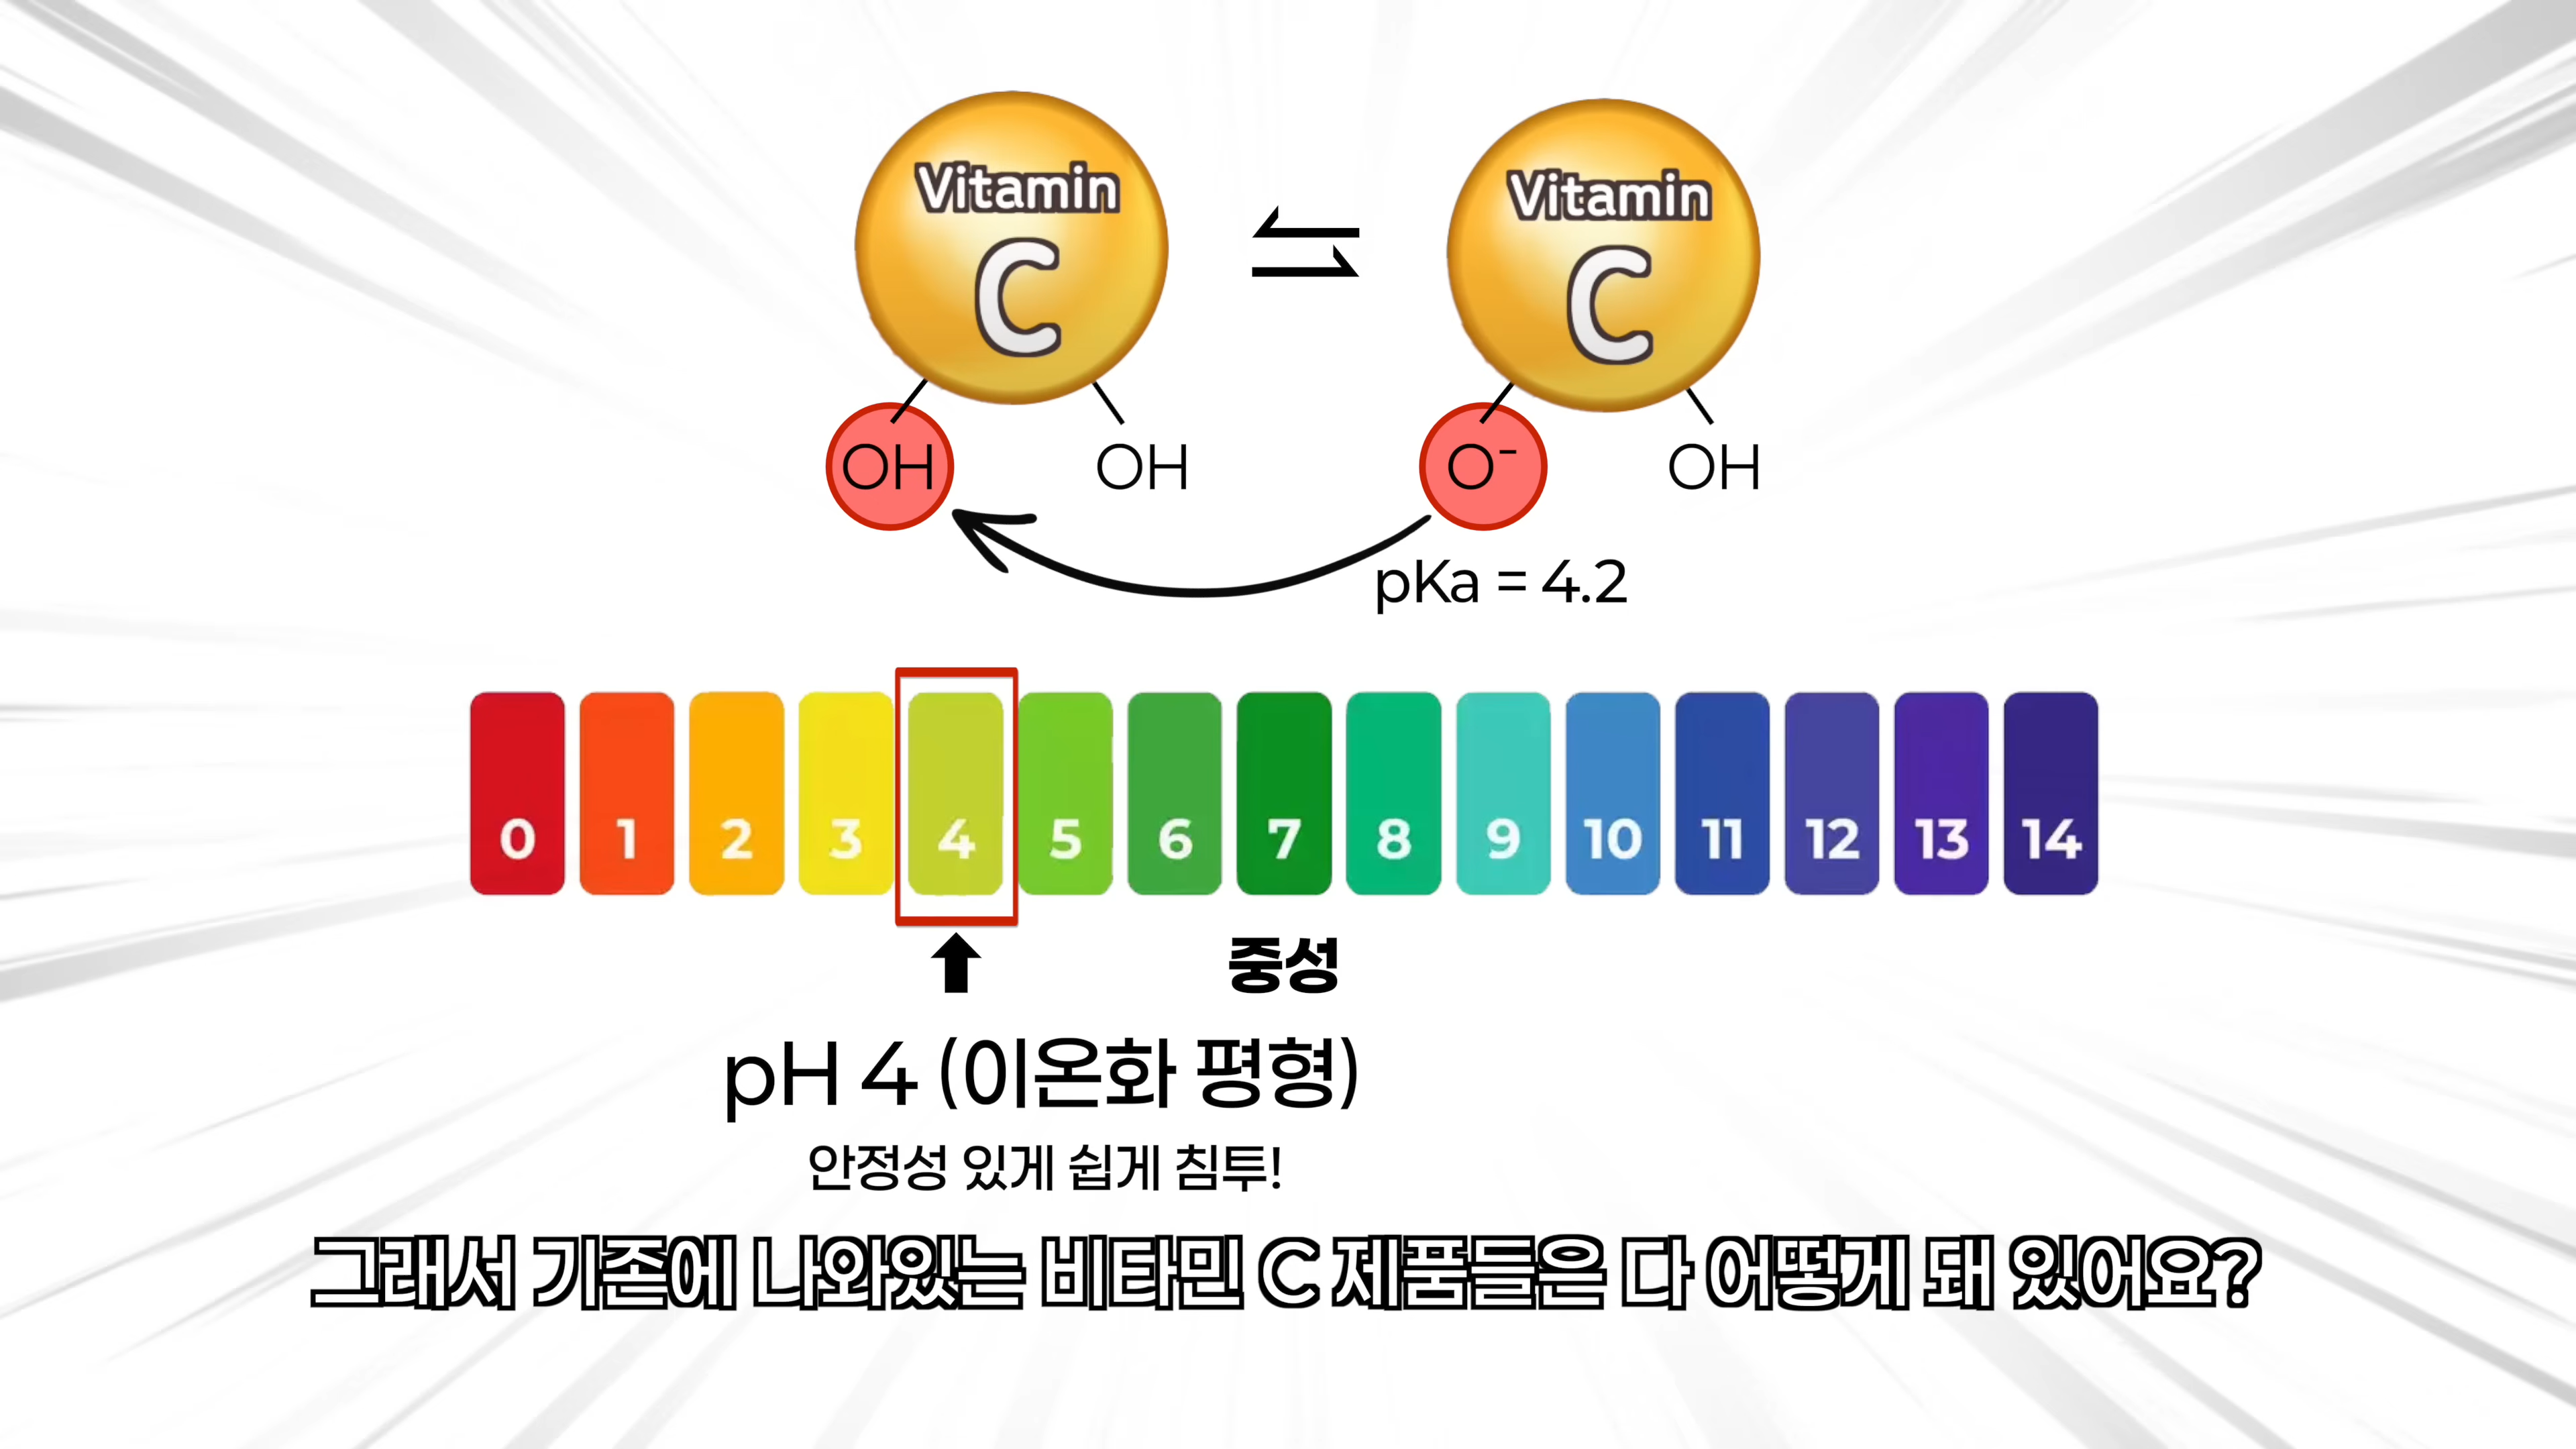 Vitamin
C
Vitamin
C
OH
OH
O⁻
OH
pKa = 4.2
0 1 2 3 4 5 6 7 8 9 10 11 12 13 14
중성
pH 4 (이온화 평형)
안정성 있게 쉽게 침투!
그래서 기존에 나와있는 비타민 C 제품들은 다 어떻게 돼 있어요?